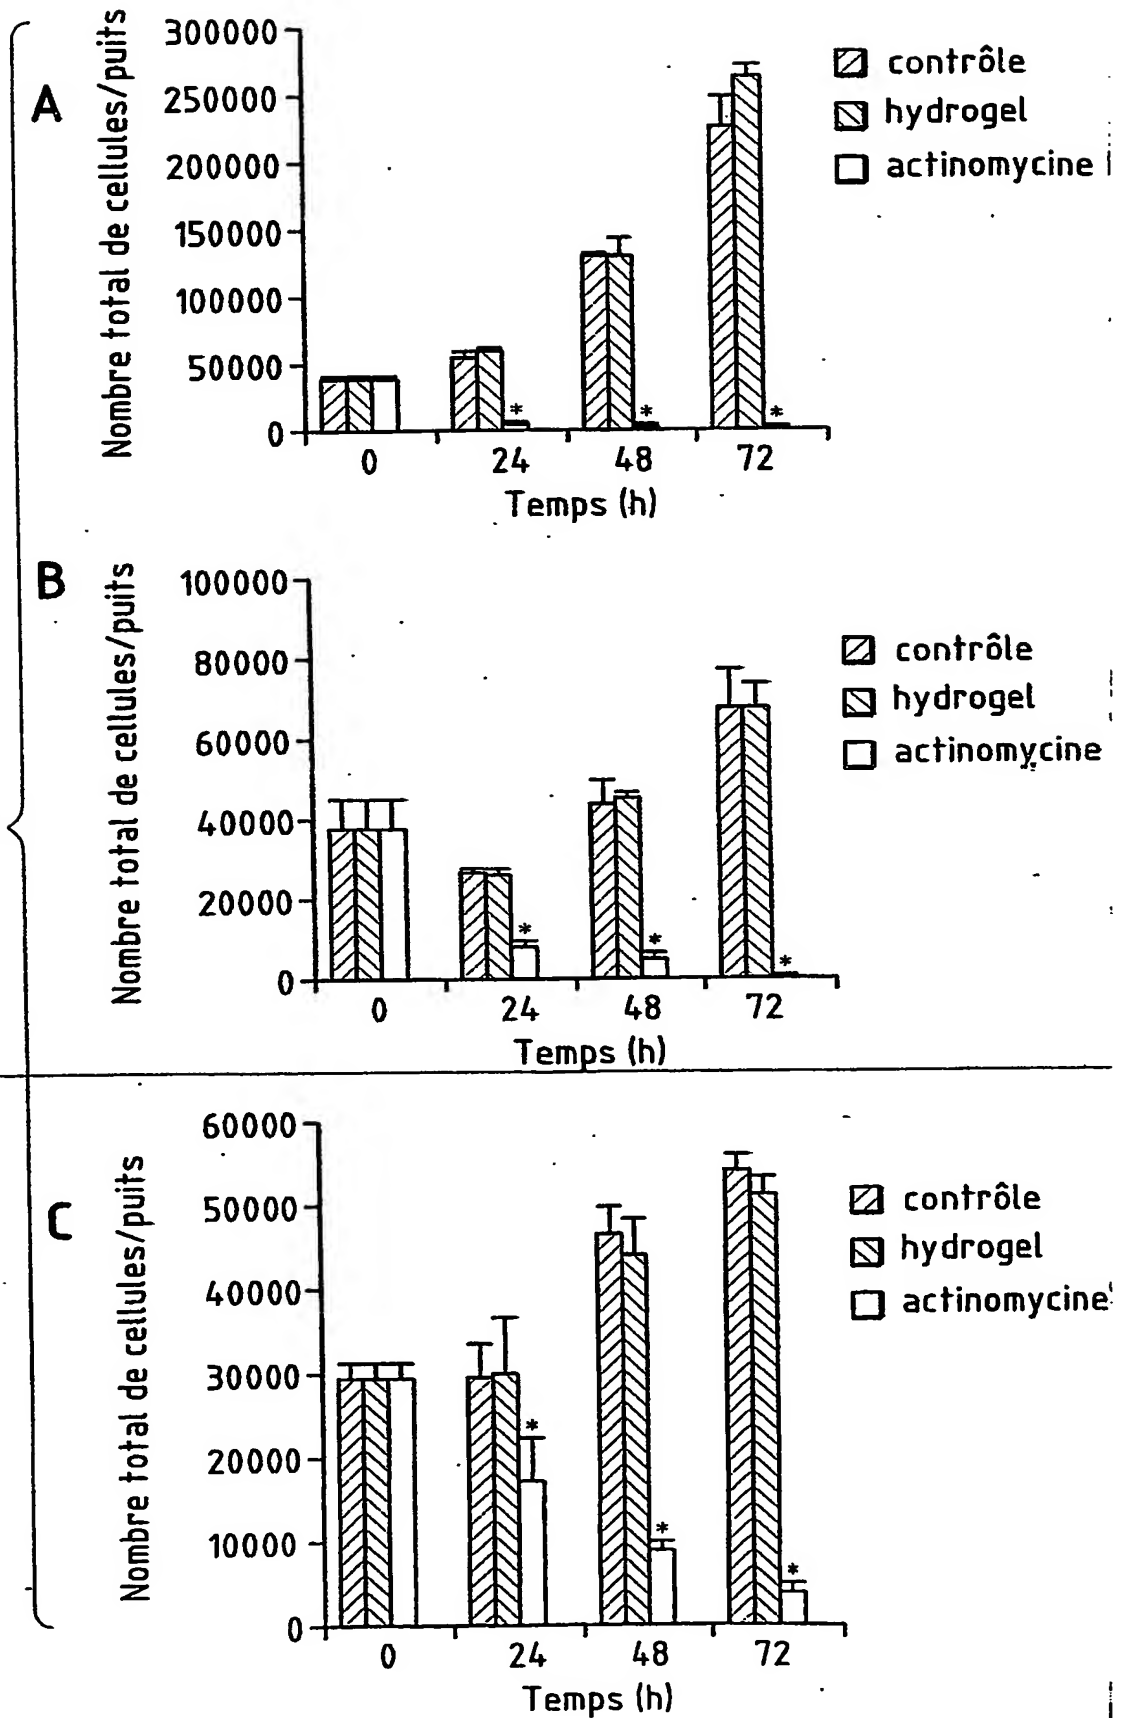 A
Nombre total de cellules/puits
300000
250000
200000
150000
100000
50000
0
* * *
0 24 48 72
Temps (h)
contrôle
hydrogel
actinomycine
B
Nombre total de cellules/puits
100000
80000
60000
40000
20000
0
* * *
0 24 48 72
Temps (h)
contrôle
hydrogel
actinomycine
C
Nombre total de cellules/puits
60000
50000
40000
30000
20000
10000
0
* * *
0 24 48 72
Temps (h)
contrôle
hydrogel
actinomycine